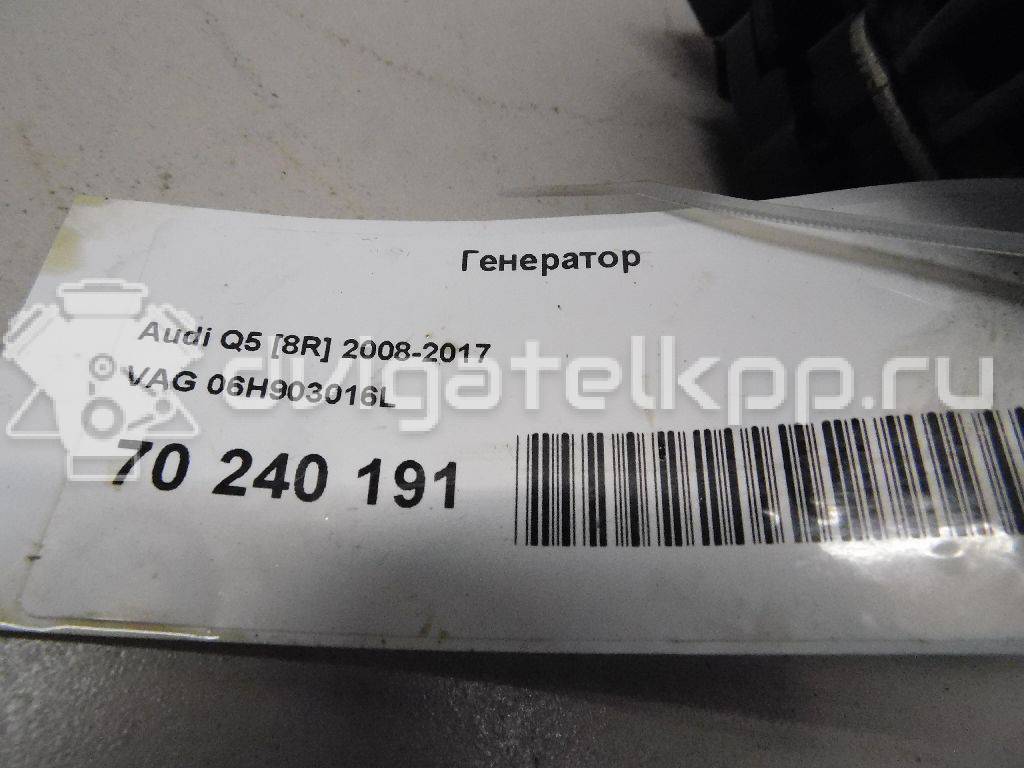 Генератор
Audi Q5 [8R] 2008-2017
VAG 06H903016L
70 240 191
dvigatelkpp.ru